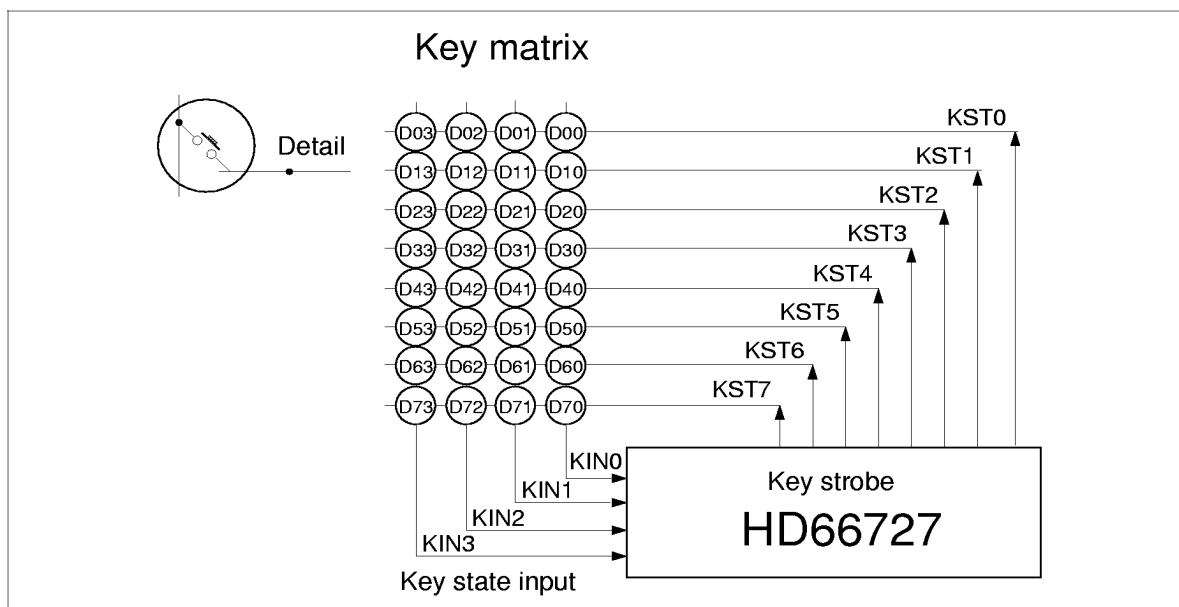 Key matrix
Detail
D03 D02 D01 D00 KST0
D13 D12 D11 D10 KST1
D23 D22 D21 D20 KST2
D33 D32 D31 D30 KST3
D43 D42 D41 D40 KST4
D53 D52 D51 D50 KST5
D63 D62 D61 D60 KST6
D73 D72 D71 D70 KST7
KIN0
KIN1
KIN2
KIN3
Key state input
Key strobe
HD66727